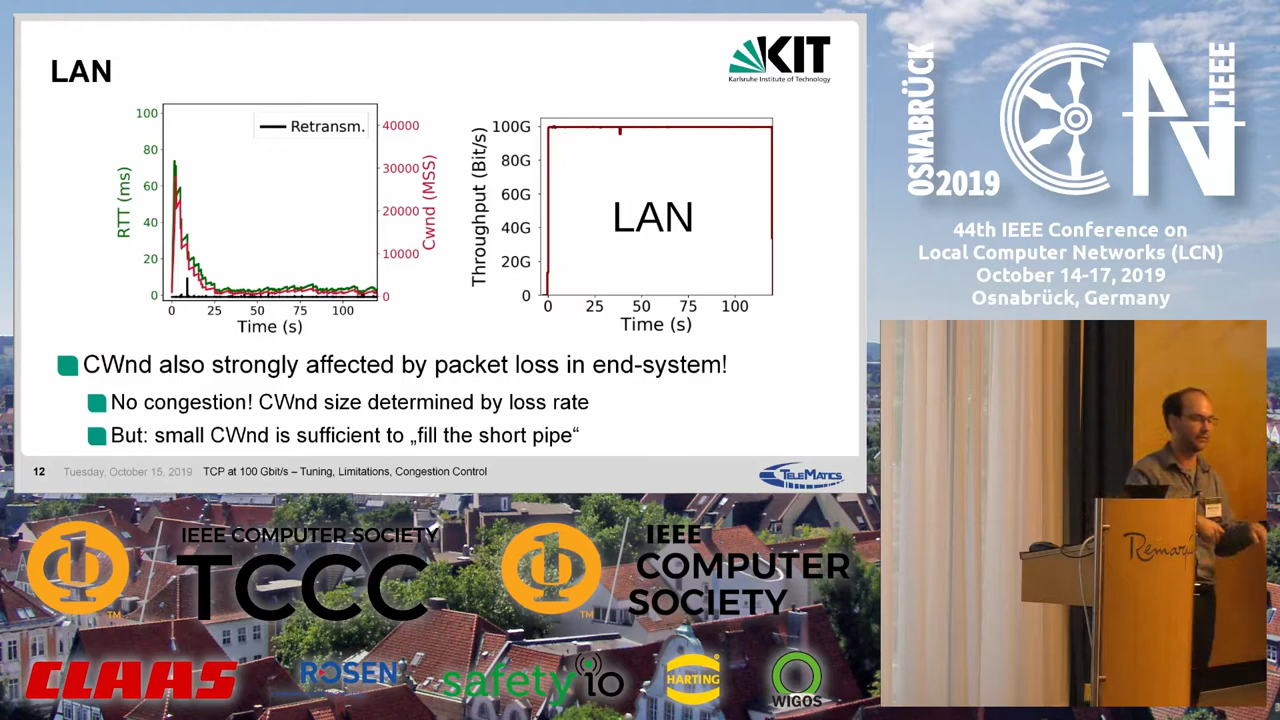 LAN
KIT
Karlsruhe Institute of Technology
100
80
60
40
20
0
RTT (ms)
Retransm.
40000
30000
20000
10000
0
Cwnd (MSS)
0 25 50 75 100
Time (s)
Throughput (Bit/s)
100G
80G
60G
40G
20G
0
LAN
0 25 50 75 100
Time (s)
CWnd also strongly affected by packet loss in end-system!
No congestion! CWnd size determined by loss rate
But: small CWnd is sufficient to „fill the short pipe“
12 Tuesday, October 15, 2019 TCP at 100 Gbit/s – Tuning, Limitations, Congestion Control
TELEMATICS
OSNABRÜCK
2019
LCN
IEEE
44th IEEE Conference on
Local Computer Networks (LCN)
October 14-17, 2019
Osnabrück, Germany
IEEE COMPUTER SOCIETY
TCCC
TM
IEEE
COMPUTER
SOCIETY
TM
CLAAS
ROSEN
safety io
HARTING
WIGOS